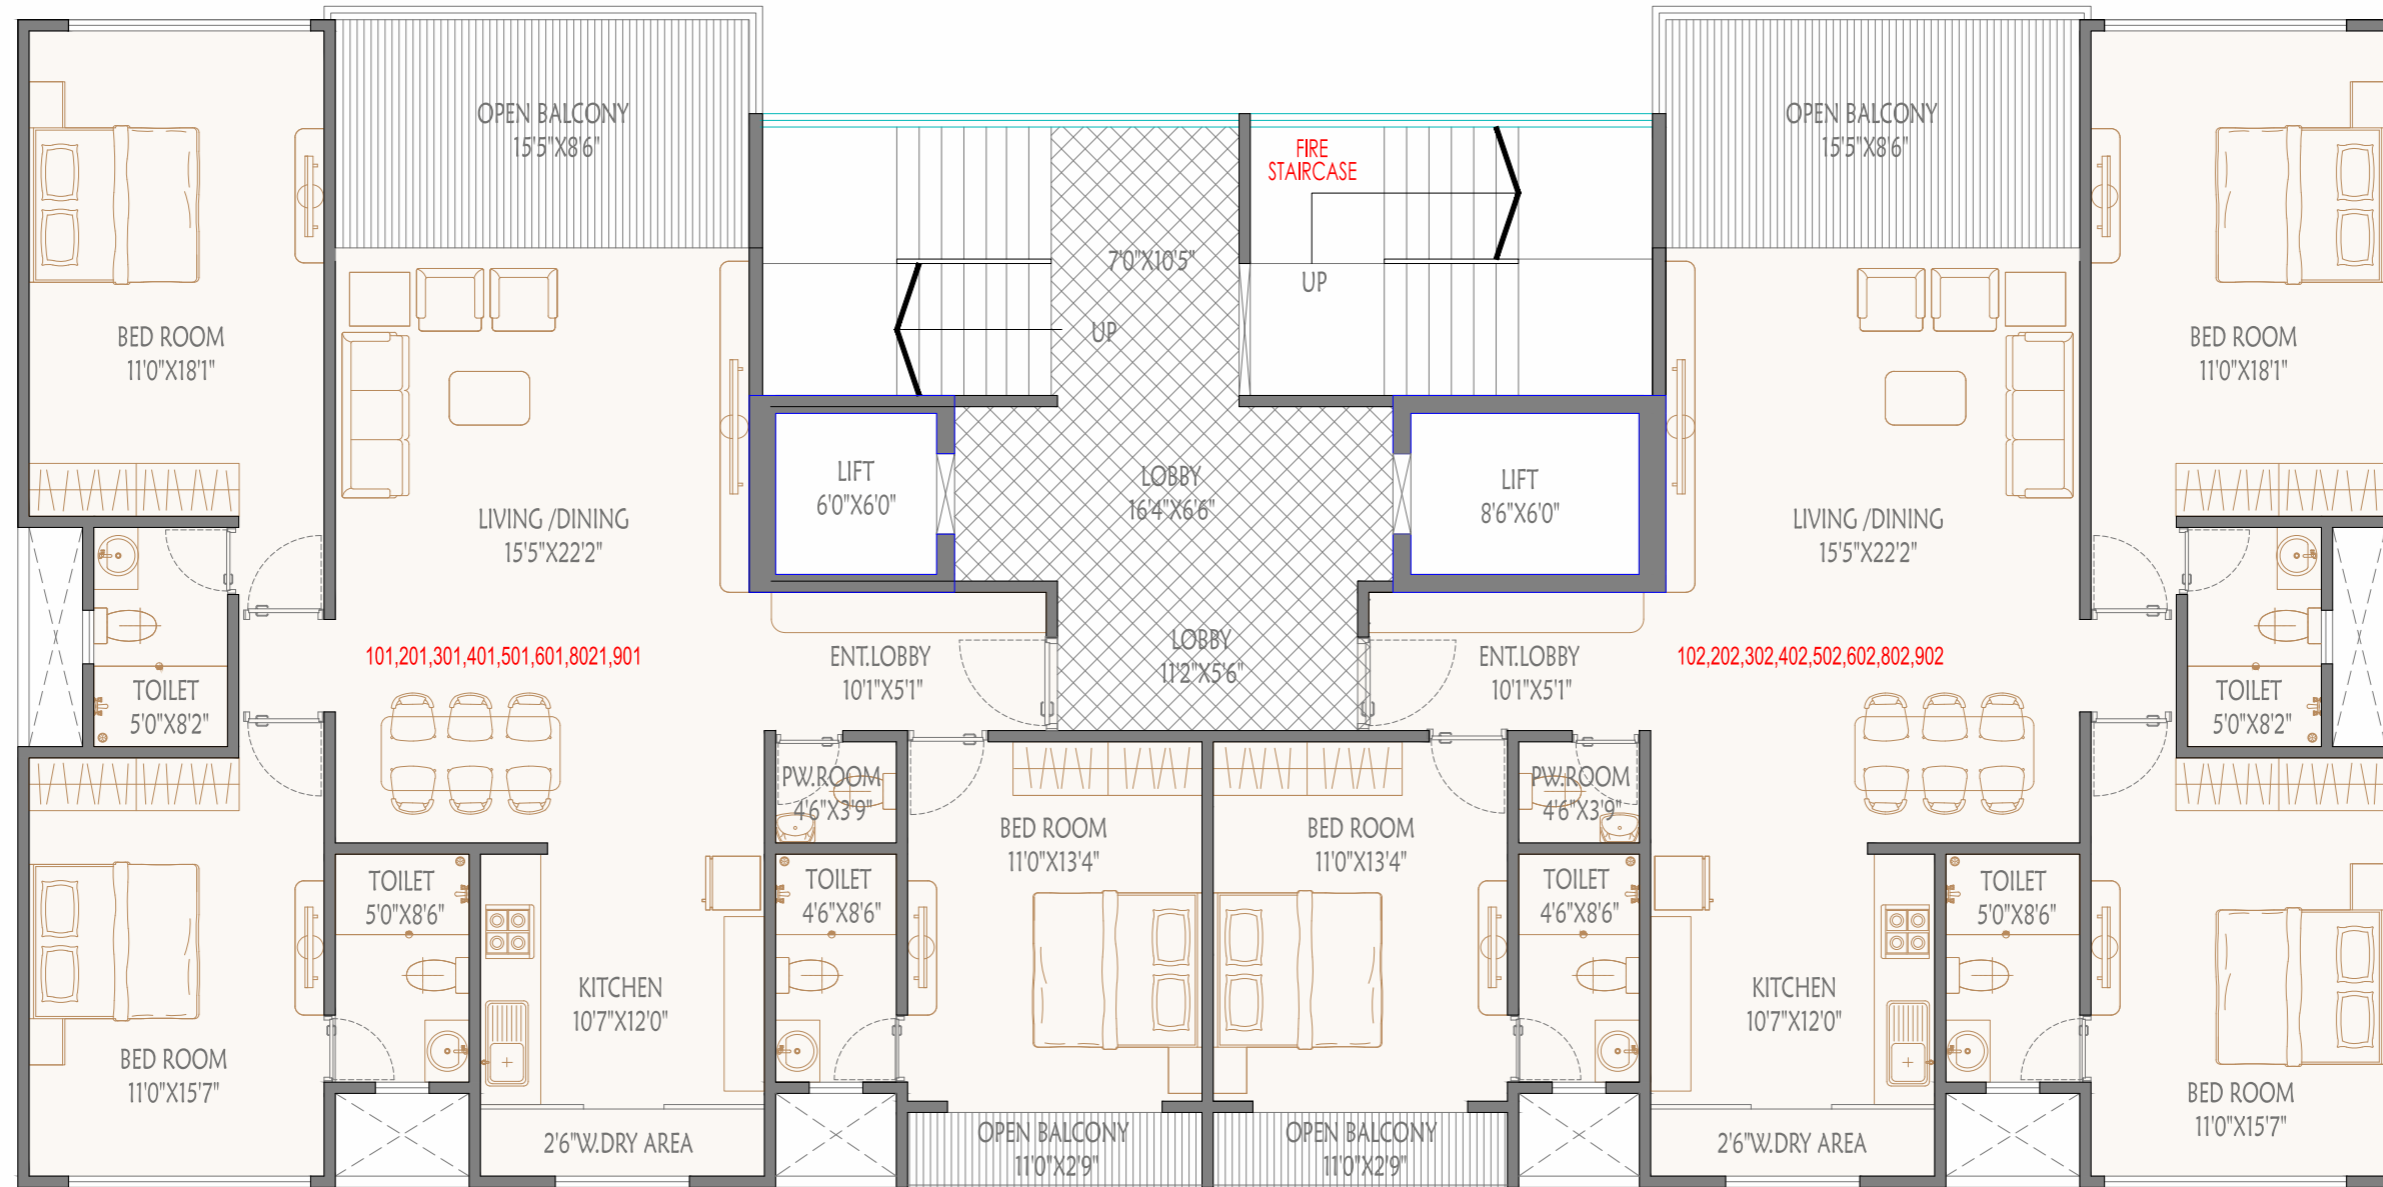 OPEN BALCONY
15'5"X8'6"
BED ROOM
11'0"X18'1"
LIVING /DINING
15'5"X22'2"
101,201,301,401,501,601,8021,901
TOILET
5'0"X8'2"
BED ROOM
11'0"X15'7"
TOILET
5'0"X8'6"
KITCHEN
10'7"X12'0"
2'6"W.DRY AREA
7'0"X10'5"
UP
FIRE
STAIRCASE
UP
LIFT
6'0"X6'0"
LOBBY
16'4"X6'6"
LIFT
8'6"X6'0"
ENT.LOBBY
10'1"X5'1"
LOBBY
11'2"X5'6"
ENT.LOBBY
10'1"X5'1"
PW.ROOM
4'6"X3'9"
TOILET
4'6"X8'6"
BED ROOM
11'0"X13'4"
OPEN BALCONY
11'0"X2'9"
BED ROOM
11'0"X13'4"
OPEN BALCONY
11'0"X2'9"
PW.ROOM
4'6"X3'9"
TOILET
4'6"X8'6"
OPEN BALCONY
15'5"X8'6"
LIVING /DINING
15'5"X22'2"
102,202,302,402,502,602,802,902
KITCHEN
10'7"X12'0"
2'6"W.DRY AREA
TOILET
5'0"X8'6"
BED ROOM
11'0"X18'1"
TOILET
5'0"X8'2"
BED ROOM
11'0"X15'7"